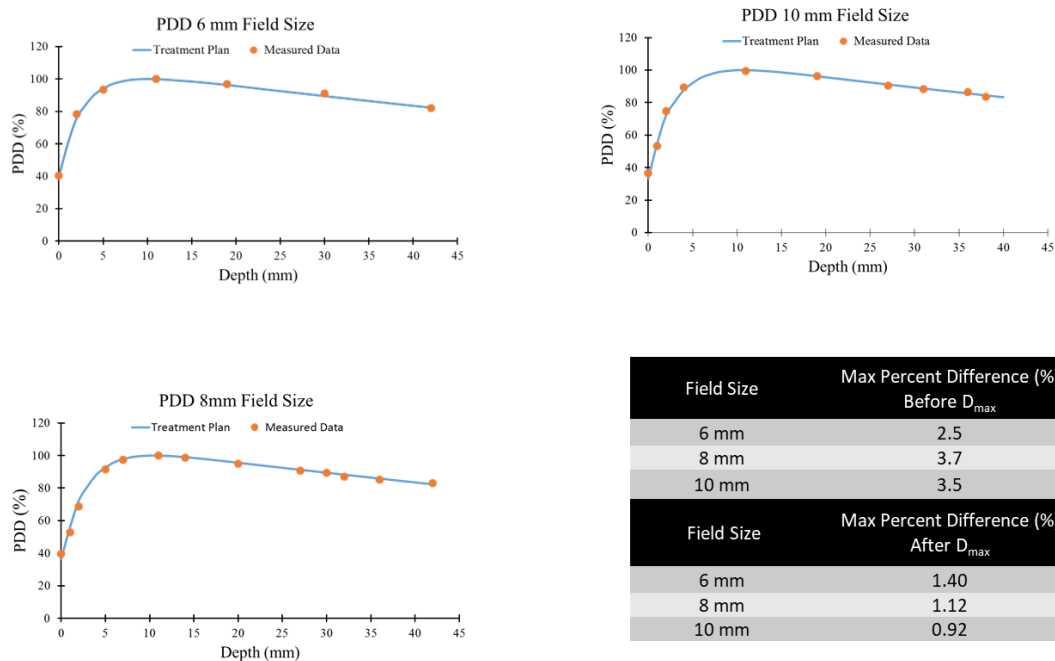 PDD 6 mm Field Size
Treatment Plan Measured Data
120
100
80
60
40
20
0
PDD (%)
0 5 10 15 20 25 30 35 40 45
Depth (mm)
PDD 10 mm Field Size
Treatment Plan Measured Data
120
100
80
60
40
20
0
PDD (%)
0 5 10 15 20 25 30 35 40 45
Depth (mm)
PDD 8mm Field Size
Treatment Plan Measured Data
120
100
80
60
40
20
0
PDD (%)
0 5 10 15 20 25 30 35 40 45
Depth (mm)
Field Size Max Percent Difference (%)
Before Dmax
6 mm 2.5
8 mm 3.7
10 mm 3.5
Field Size Max Percent Difference (%)
After Dmax
6 mm 1.40
8 mm 1.12
10 mm 0.92